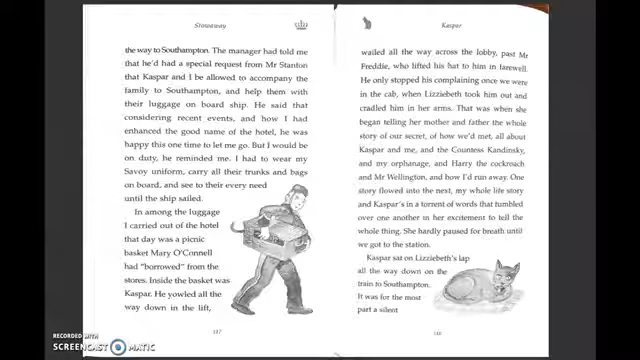 Stowaway
the way to Southampton. The manager had told me
that he'd had a special request from Mr Stanton
that Kaspar and I be allowed to accompany the
family to Southampton, and help them with
their luggage on board ship. He said that
considering recent events, and how I had
enhanced the good name of the hotel, he was
happy this one time to let me go. But I would be
on duty, he reminded me. I had to wear my
Savoy uniform, carry all their trunks and bags
on board, and see to their every need
until the ship sailed.
In among the luggage
I carried out of the hotel
that day was a picnic
basket Mary O'Connell
had "borrowed" from the
stores. Inside the basket was
Kaspar. He yowled all the
way down in the lift,
187
Kaspar
wailed all the way across the lobby, past Mr
Freddie, who lifted his hat to him in farewell.
He only stopped his complaining once we were
in the cab, when Lizziebeth took him out and
cradled him in her arms. That was when she
began telling her mother and father the whole
story of our secret, of how we'd met, all about
Kaspar and me, and the Countess Kandinsky,
and my orphanage, and Harry the cockroach
and Mr Wellington, and how I'd run away. One
story flowed into the next, my whole life story
and Kaspar's in a torrent of words that tumbled
over one another in her excitement to tell the
whole thing. She hardly paused for breath until
we got to the station.
Kaspar sat on Lizziebeth's lap
all the way down on the
train to Southampton.
It was for the most
part a silent
188
RECORDED WITH
SCREENCAST MATIC